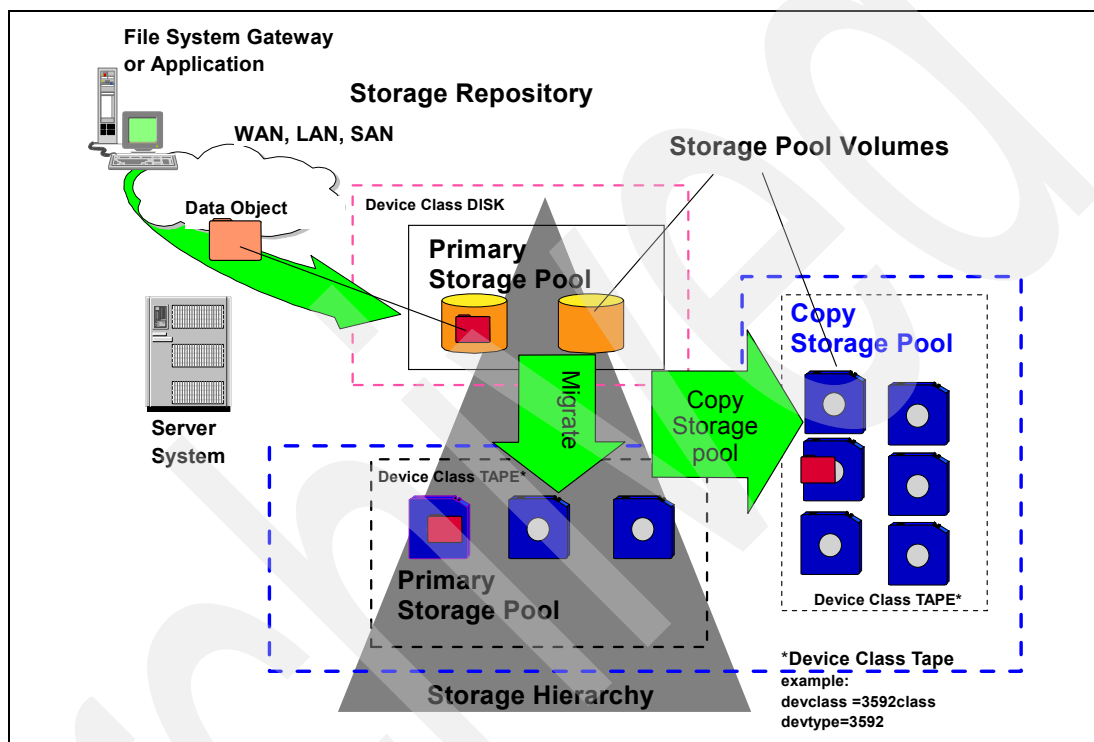 File System Gateway
or Application
Storage Repository
WAN, LAN, SAN
Storage Pool Volumes
Data Object
Device Class DISK
Primary
Storage Pool
Copy
Storage Pool
Migrate
Copy
Storage
pool
Server
System
Device Class TAPE*
Primary
Storage Pool
Device Class TAPE*
*Device Class Tape
example:
devclass =3592class
devtype=3592
Storage Hierarchy